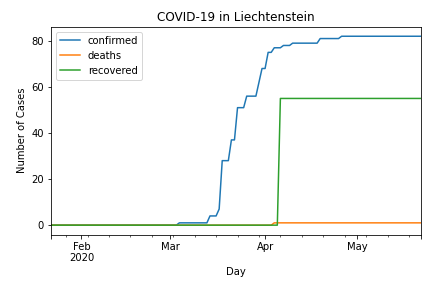 COVID-19 in Liechtenstein
confirmed
deaths
recovered
Number of Cases
80
60
40
20
0
Feb
2020
Mar
Apr
May
Day